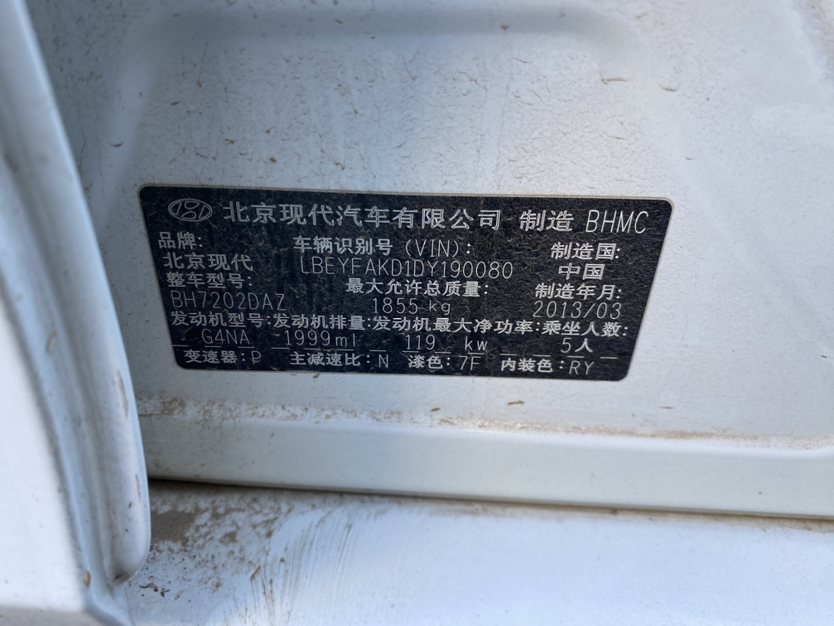 北京现代汽车有限公司 制造 BHMC
品牌: 车辆识别号(VIN): 制造国:
北京现代 LBEYFAKD1DY190080 中国
整车型号: 最大允许总质量: 制造年月:
BH7202DAZ 1855 kg 2013/03
发动机型号:发动机排量:发动机最大净功率:乘坐人数:
G4NA 1999ml 119 kw 5人
变速器:P 主减速比:N 漆色:7F 内装色:RY